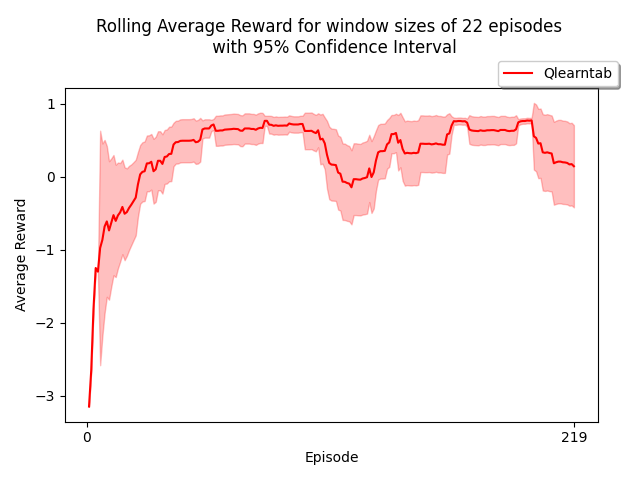 Rolling Average Reward for window sizes of 22 episodes
with 95% Confidence Interval
Qlearntab
1
0
−1
−2
−3
Average Reward
0
219
Episode